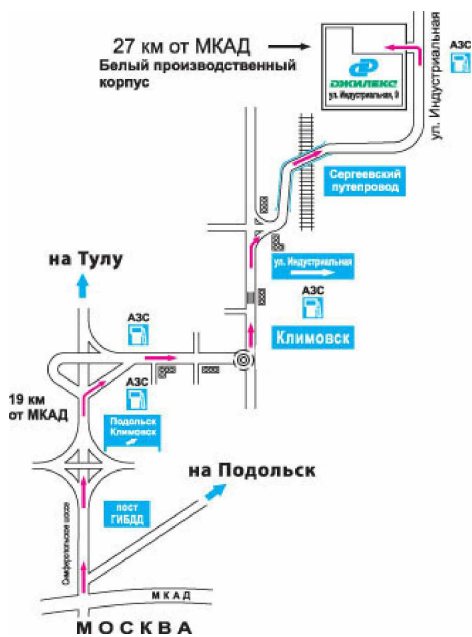 27 км от МКАД
Белый производственный
корпус
ДЖИЛЕКС
ул. Индустриальная, 9
ул. Индустриальная
АЗС
Сергеевский
путепровод
на Тулу
ул. Индустриальная
АЗС
АЗС
Климовск
19 км
от МКАД
АЗС
Подольск
Климовск
на Подольск
пост
ГИБДД
Симферопольское шоссе
МКАД
МОСКВА